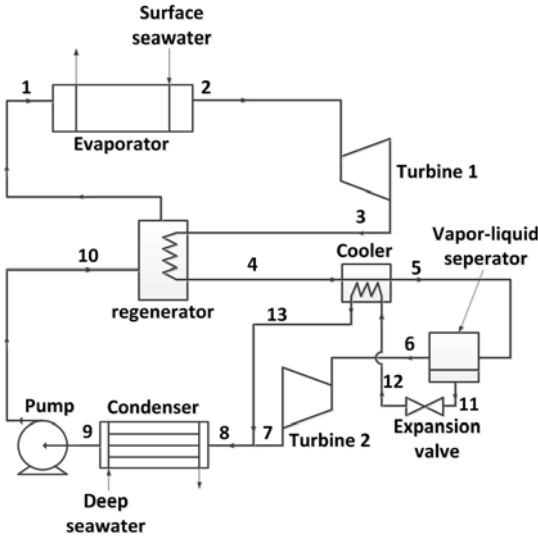 Surface
seawater
1
2
Evaporator
Turbine 1
3
Vapor-liquid
seperator
Cooler
10
4
5
regenerator
13
6
12
11
Pump
Condenser
9
8
7
Turbine 2
Expansion
valve
Deep
seawater